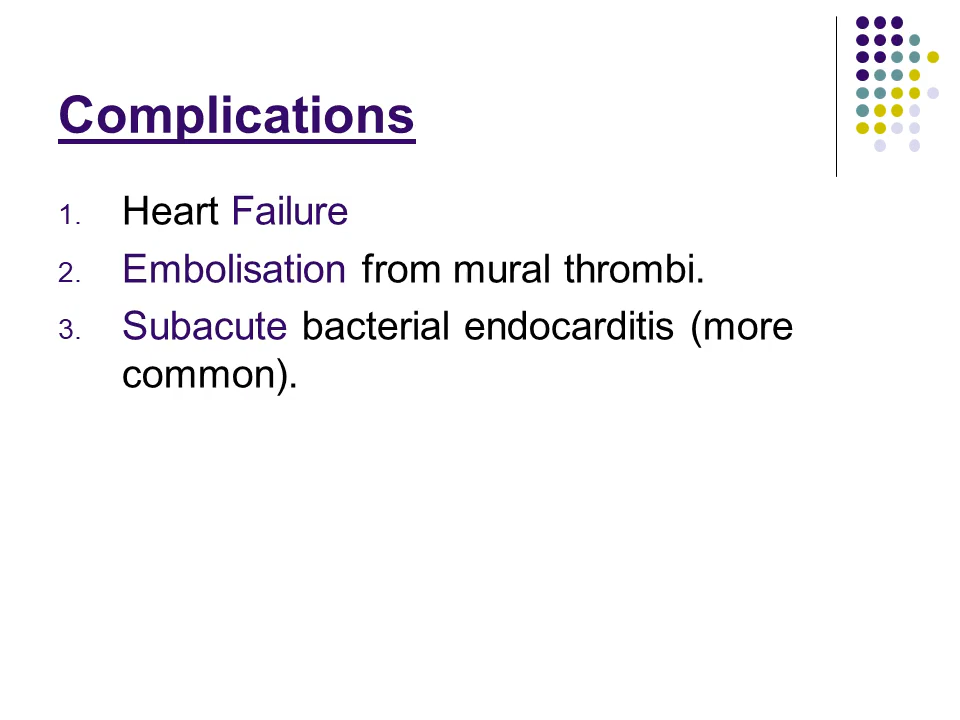 Complications
1. Heart Failure
2. Embolisation from mural thrombi.
3. Subacute bacterial endocarditis (more
common).